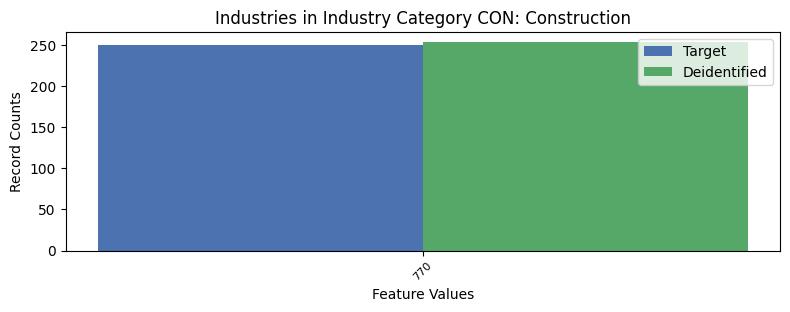 Industries in Industry Category CON: Construction
Target
Deidentified
Record Counts
250
200
150
100
50
0
770
Feature Values